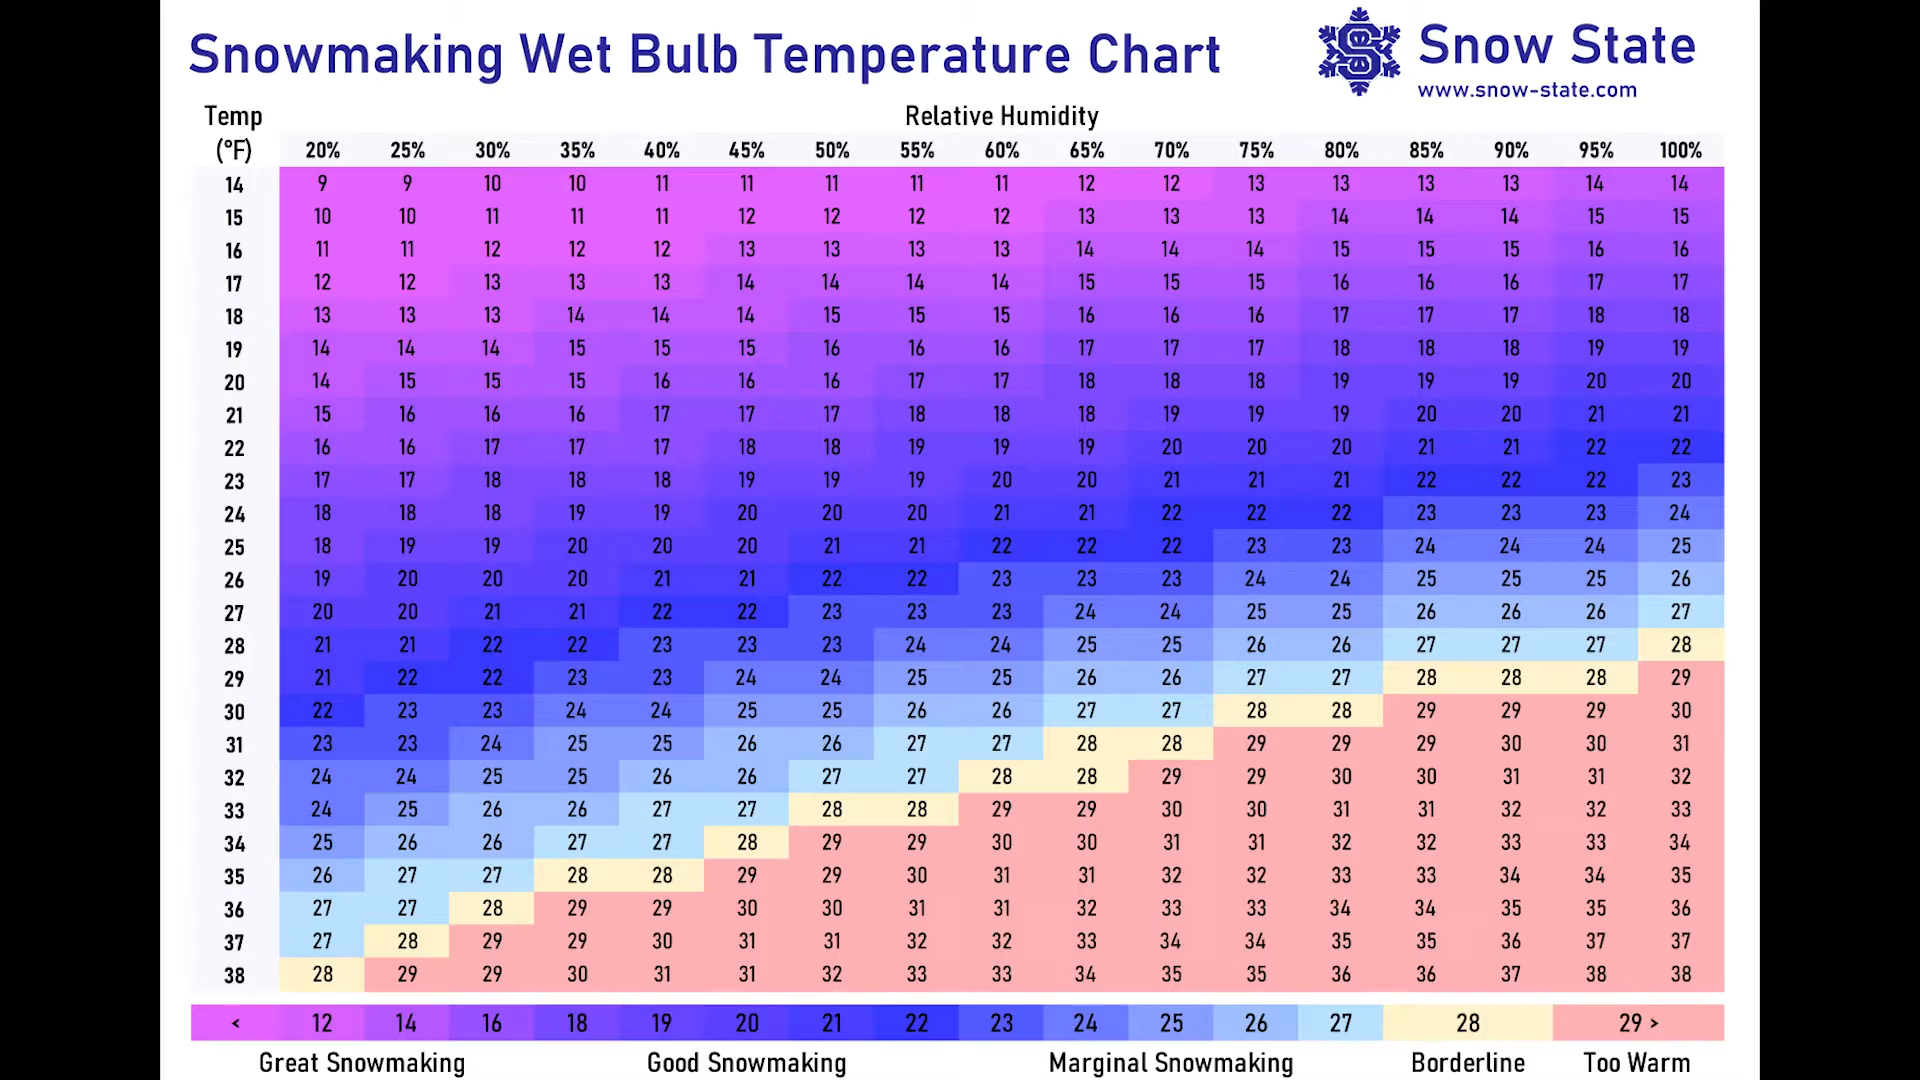 Snowmaking Wet Bulb Temperature Chart
Snow State
www.snow-state.com
Temp Relative Humidity
(°F) 20% 25% 30% 35% 40% 45% 50% 55% 60% 65% 70% 75% 80% 85% 90% 95% 100%
14 9 9 10 10 11 11 11 11 11 12 12 13 13 13 13 14 14
15 10 10 11 11 11 12 12 12 12 13 13 13 14 14 14 15 15
16 11 11 12 12 12 13 13 13 13 14 14 14 15 15 15 16 16
17 12 12 13 13 13 14 14 14 14 15 15 15 16 16 16 17 17
18 13 13 13 14 14 14 15 15 15 16 16 16 17 17 17 18 18
19 14 14 14 15 15 15 16 16 16 17 17 17 18 18 18 19 19
20 14 15 15 15 16 16 16 17 17 18 18 18 19 19 19 20 20
21 15 16 16 16 17 17 17 18 18 18 19 19 19 20 20 21 21
22 16 16 17 17 17 18 18 19 19 19 20 20 20 21 21 22 22
23 17 17 18 18 18 19 19 19 20 20 21 21 21 22 22 22 23
24 18 18 18 19 19 20 20 20 21 21 22 22 22 23 23 23 24
25 18 19 19 20 20 20 21 21 22 22 22 23 23 24 24 24 25
26 19 20 20 20 21 21 22 22 23 23 23 24 24 25 25 25 26
27 20 20 21 21 22 22 23 23 23 24 24 25 25 26 26 26 27
28 21 21 22 22 23 23 23 24 24 25 25 26 26 27 27 27 28
29 21 22 22 23 23 24 24 25 25 26 26 27 27 28 28 28 29
30 22 23 23 24 24 25 25 26 26 27 27 28 28 29 29 29 30
31 23 23 24 25 25 26 26 27 27 28 28 29 29 29 30 30 31
32 24 24 25 25 26 26 27 27 28 28 29 29 30 30 31 31 32
33 24 25 26 26 27 27 28 28 29 29 30 30 31 31 32 32 33
34 25 26 26 27 27 28 29 29 30 30 31 31 32 32 33 33 34
35 26 27 27 28 28 29 29 30 31 31 32 32 33 33 34 34 35
36 27 27 28 29 29 30 30 31 31 32 33 33 34 34 35 35 36
37 27 28 29 29 30 31 31 32 32 33 34 34 35 35 36 37 37
38 28 29 29 30 31 31 32 33 33 34 35 35 36 36 37 38 38
< 12 14 16 18 19 20 21 22 23 24 25 26 27 28 29 >
Great Snowmaking Good Snowmaking Marginal Snowmaking Borderline Too Warm